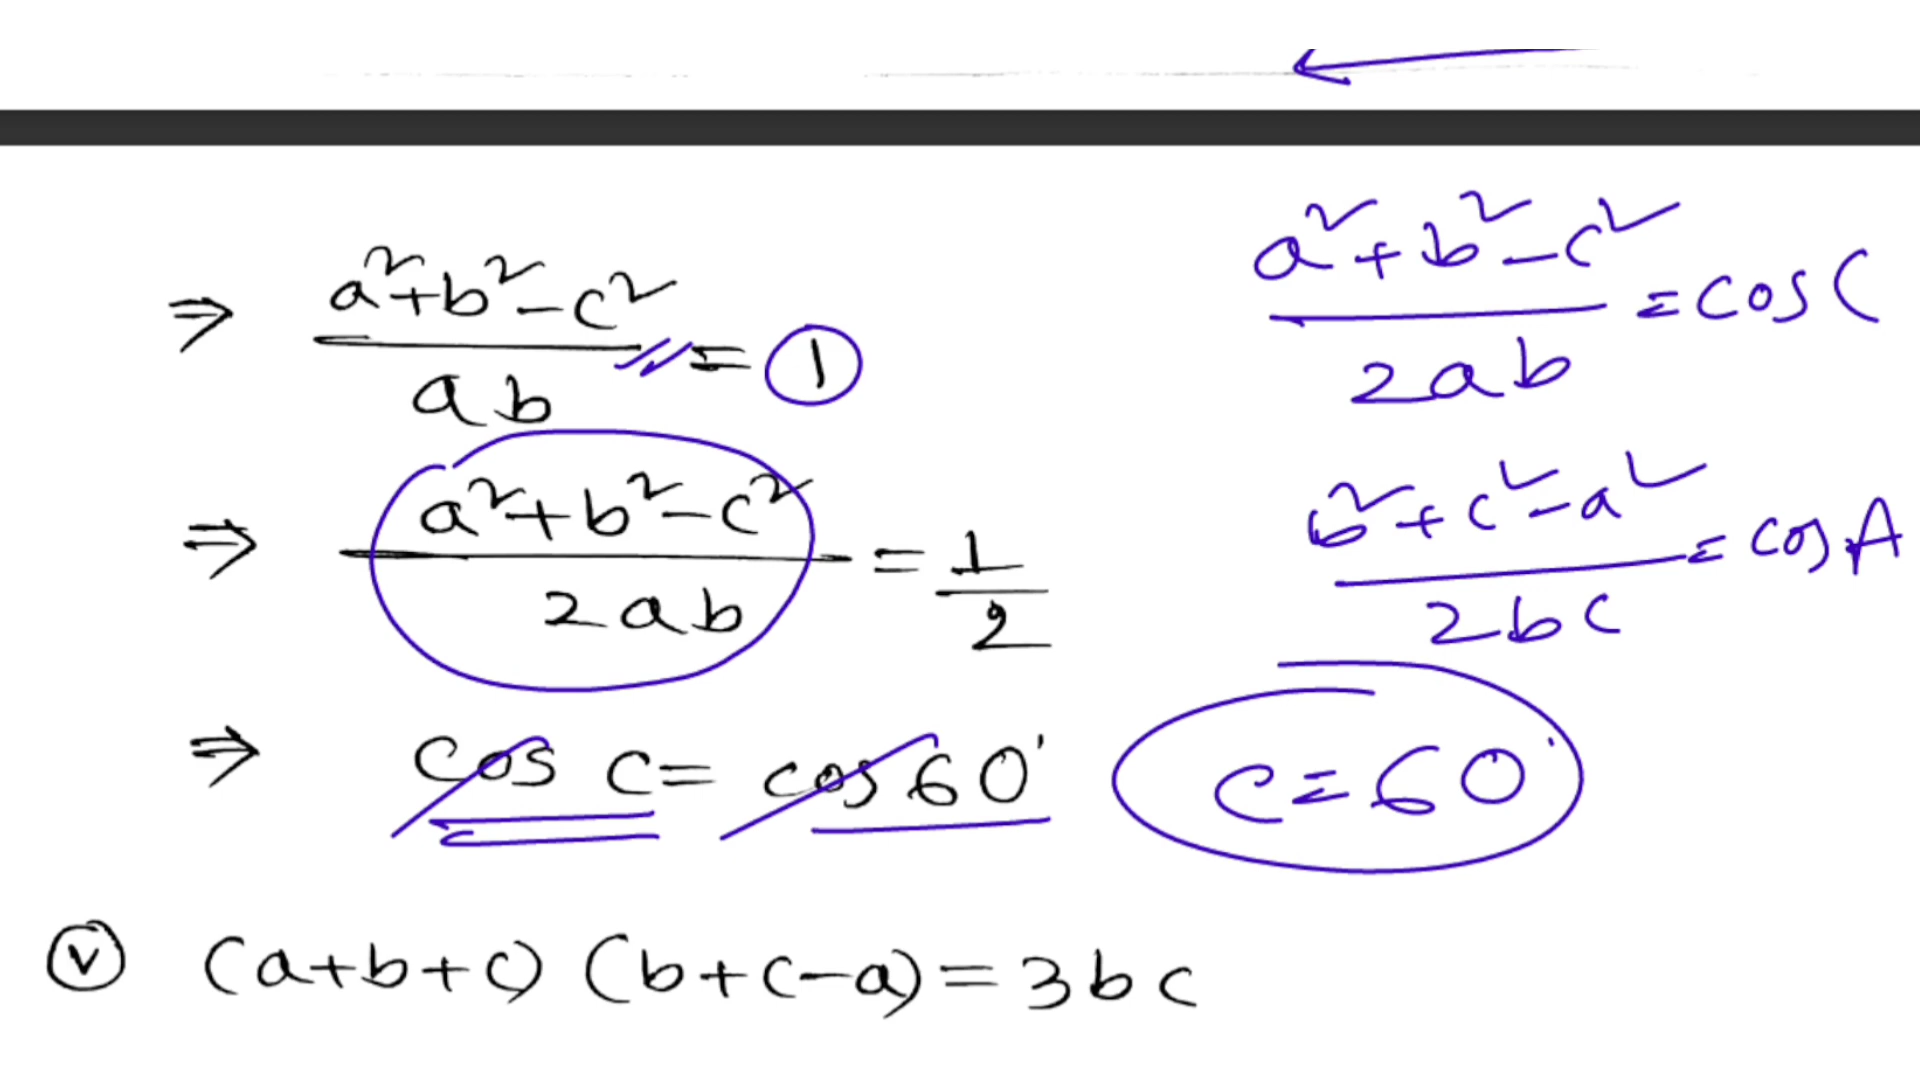 ⇒ a²+b²-c² / ab = 1
a²+b²-c² / 2ab = cos C
⇒ a²+b²-c² / 2ab = 1/2
b²+c²-a² / 2bc = cos A
⇒ cos c = cos 60°
c = 60°
(v) (a+b+c) (b+c-a) = 3bc